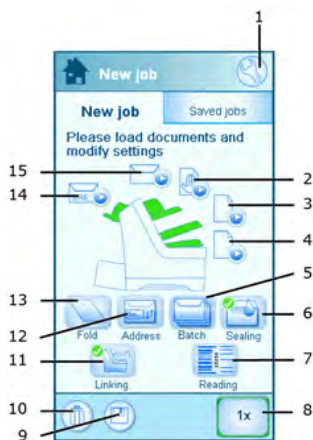 1
New job
New job
Saved jobs
Please load documents and
modify settings
15
2
14
3
4
5
13
Fold
Address
Batch
Sealing
6
12
11
Linking
Reading
7
10
9
1x
8